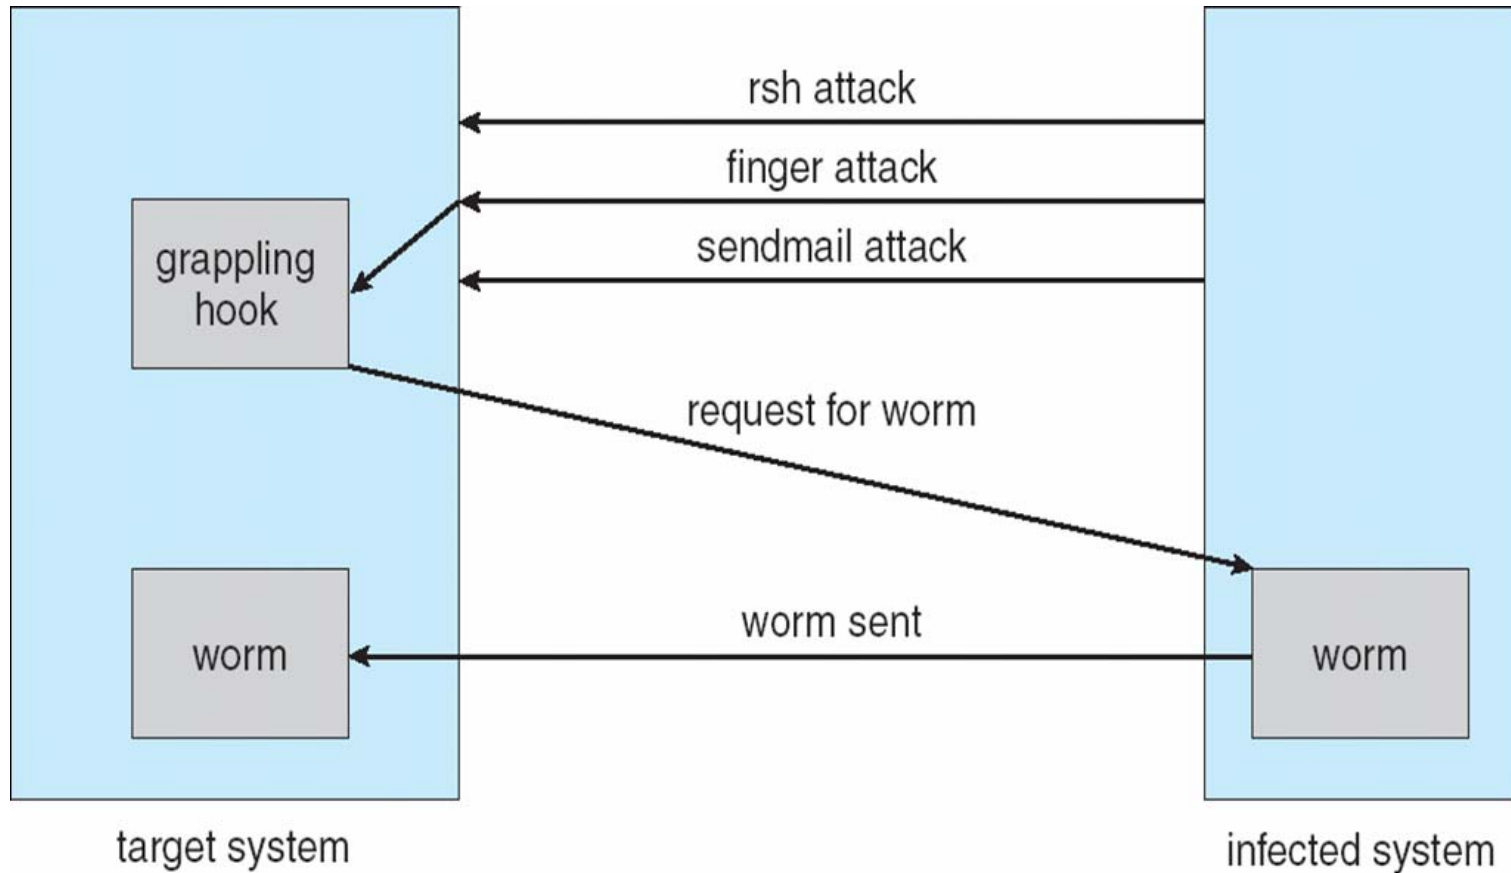 rsh attack
finger attack
sendmail attack
grappling
hook
request for worm
worm sent
worm
worm
target system
infected system